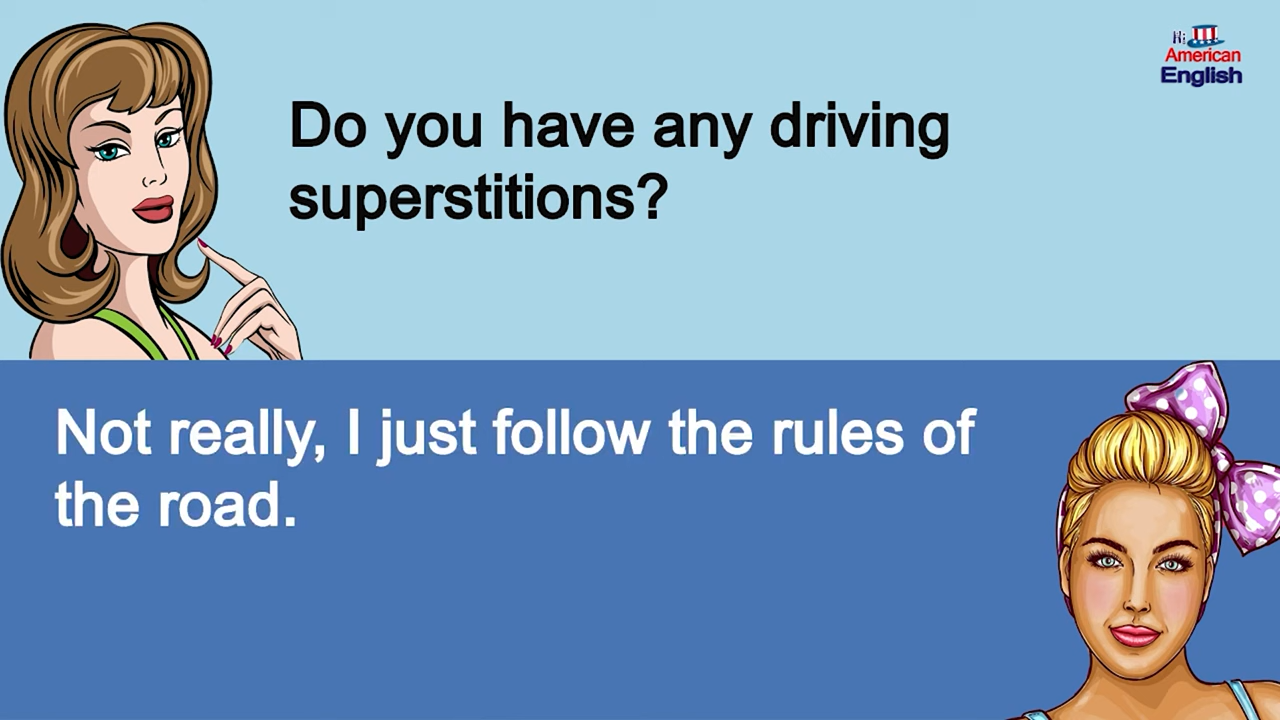 Hi
American
English
Do you have any driving
superstitions?
Not really, I just follow the rules of
the road.